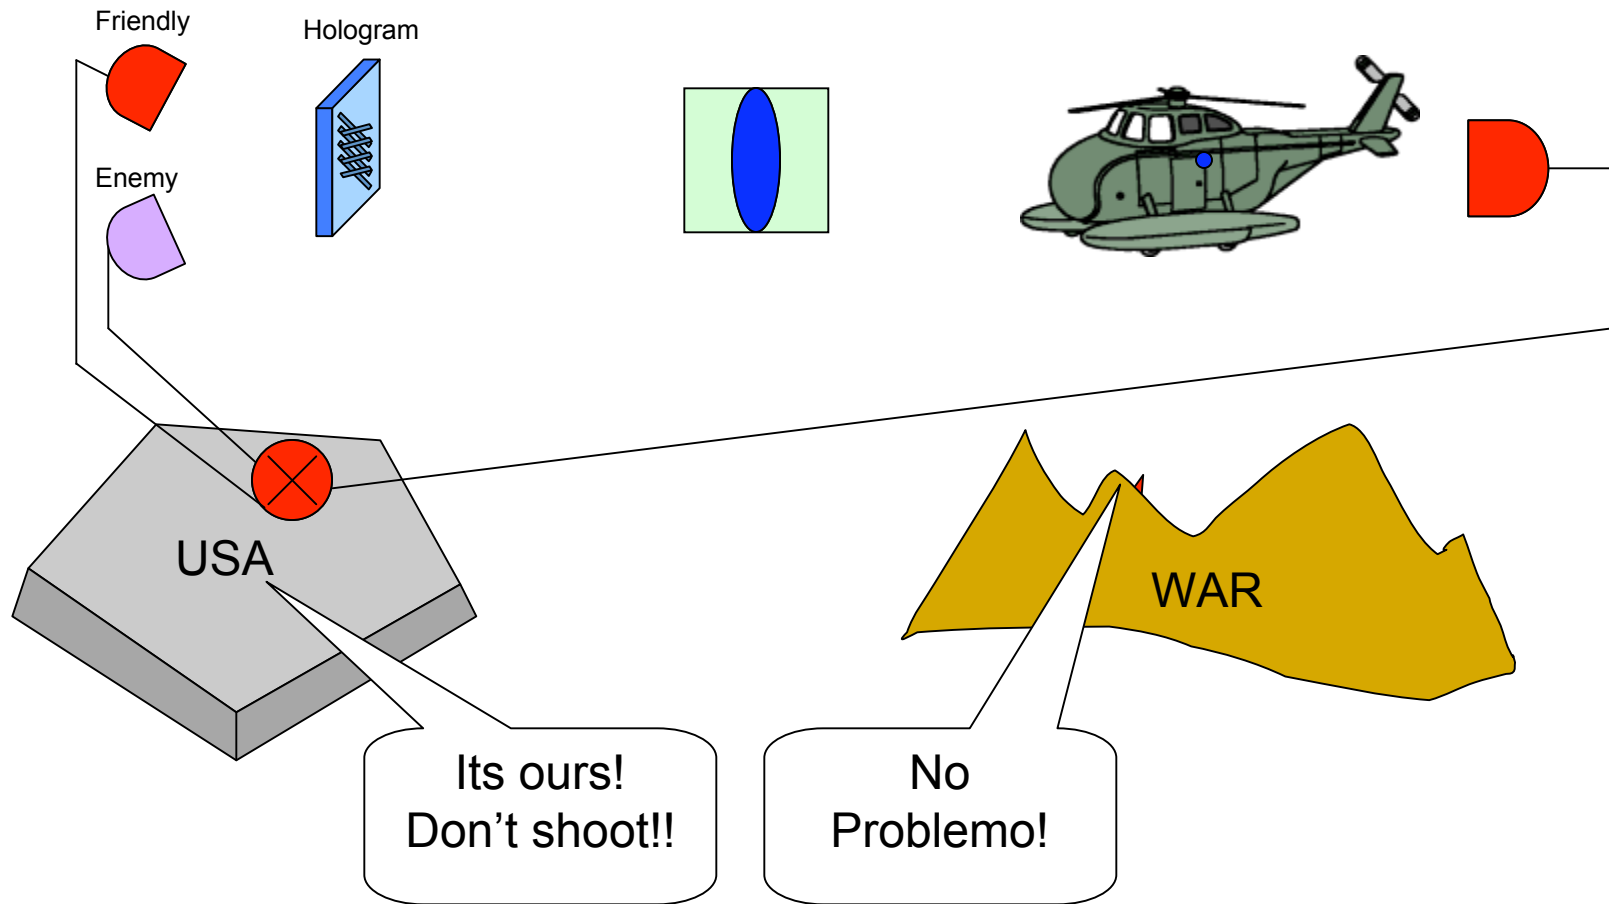 Friendly
Hologram
Enemy
USA
WAR
Its ours!
Don’t shoot!!
No
Problemo!